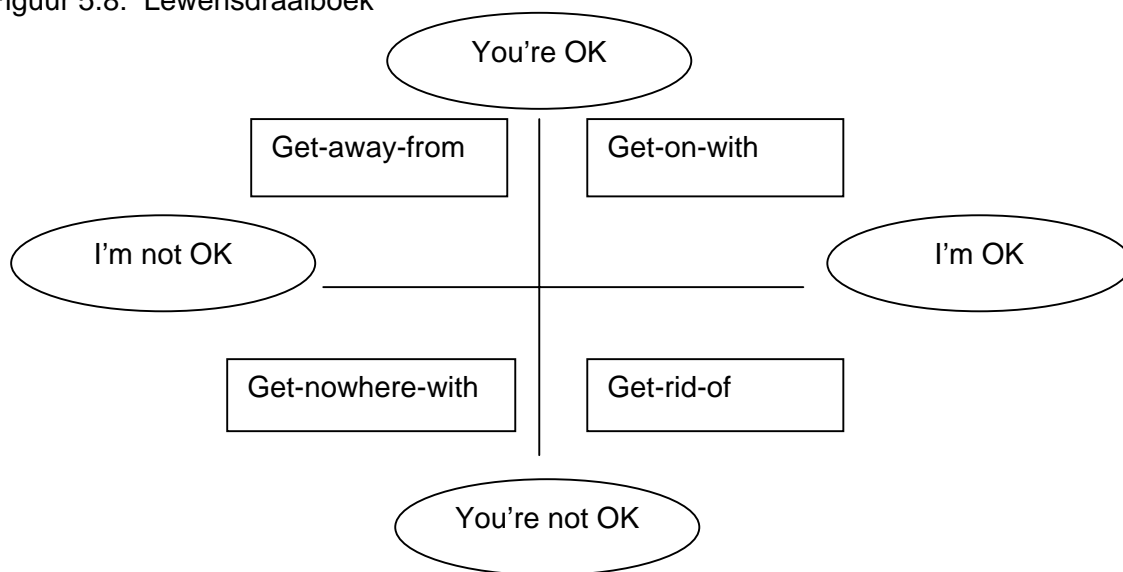 Figuur 5.8: Lewensdraaiboek
You're OK
Get-away-from
Get-on-with
I'm not OK
I'm OK
Get-nowhere-with
Get-rid-of
You're not OK